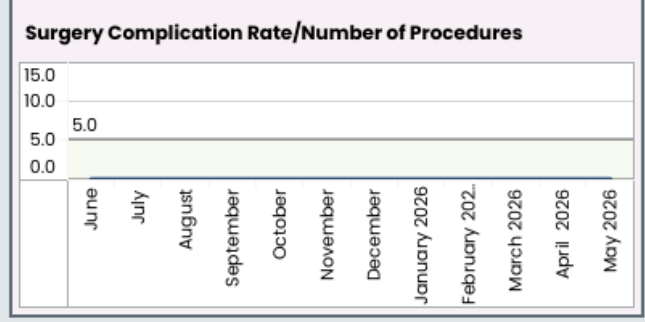 Surgery Complication Rate/Number of Procedures
15.0
10.0
5.0
5.0
0.0
June
July
August
September
October
November
December
January 2026
February 202...
March 2026
April 2026
May 2026